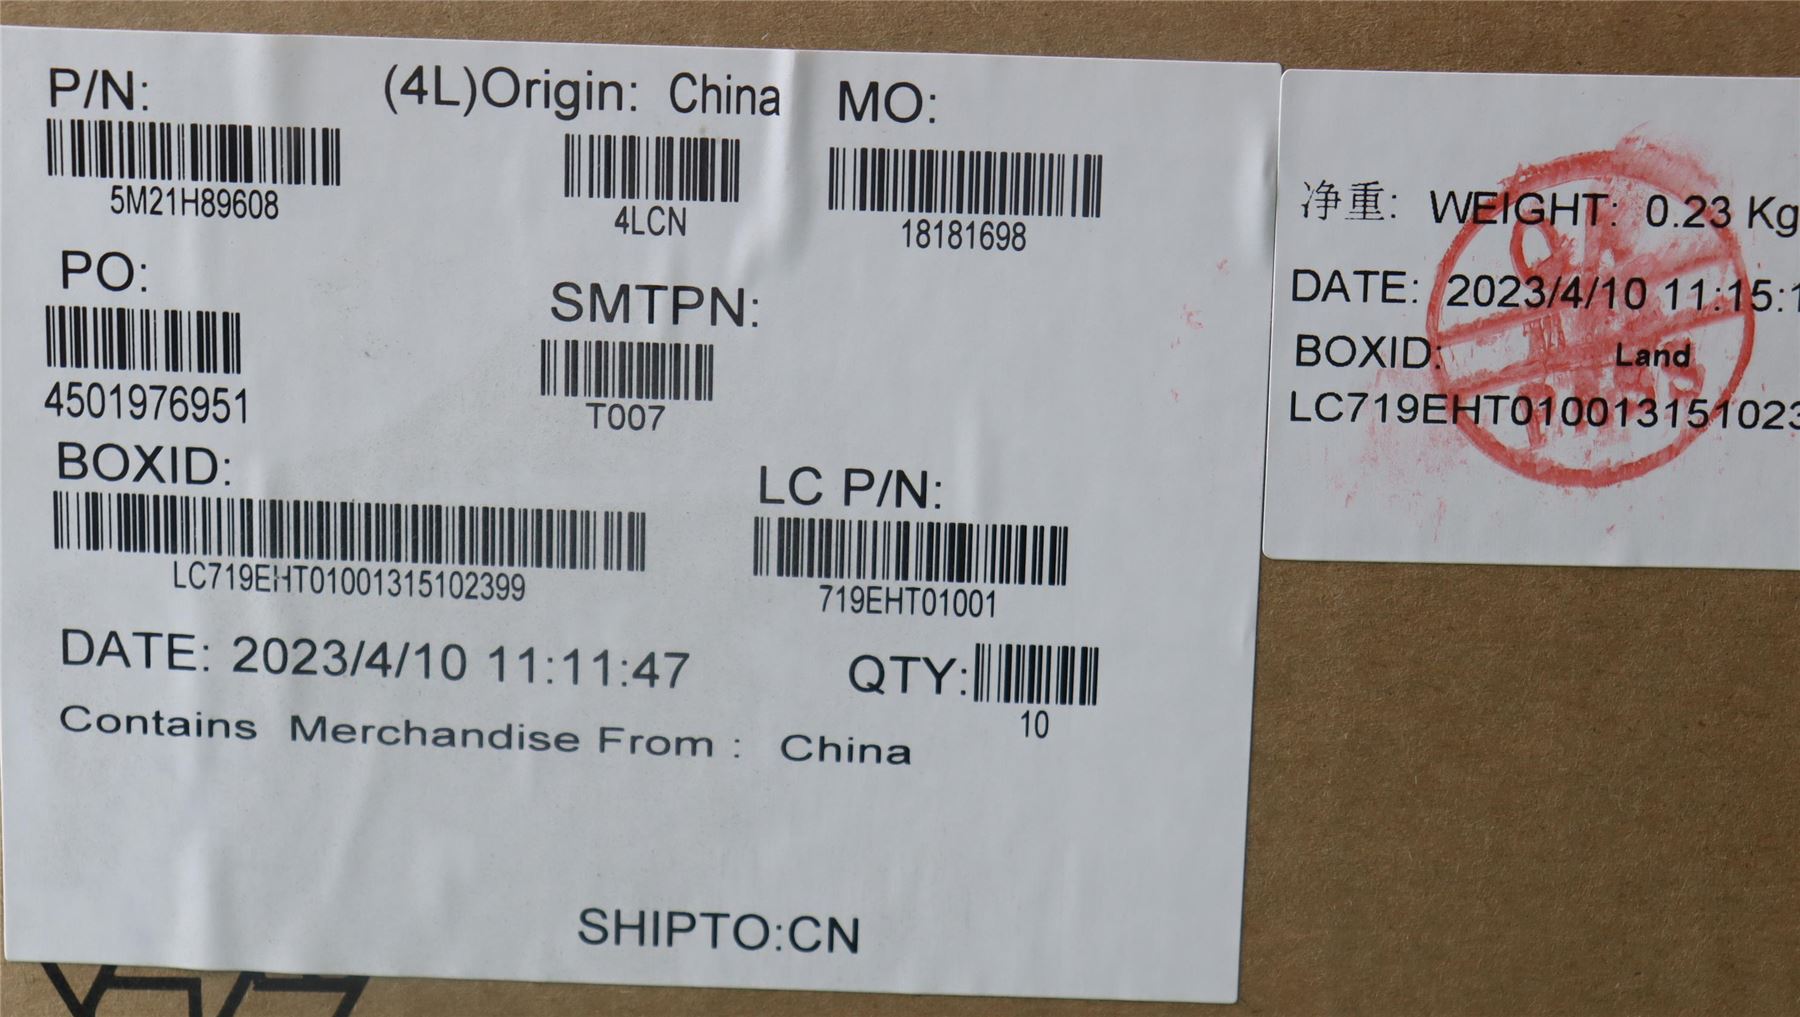 P/N: (4L)Origin: China MO:
5M21H89608 4LCN 18181698
PO: SMTPN:
4501976951 T007
BOXID: LC P/N:
LC719EHT01001315102399 719EHT01001
DATE: 2023/4/10 11:11:47 QTY:
10
Contains Merchandise From : China
SHIPTO:CN
净重: WEIGHT: 0.23 Kg
DATE: 2023/4/10 11:15:1
BOXID: Land
LC719EHT010013151023